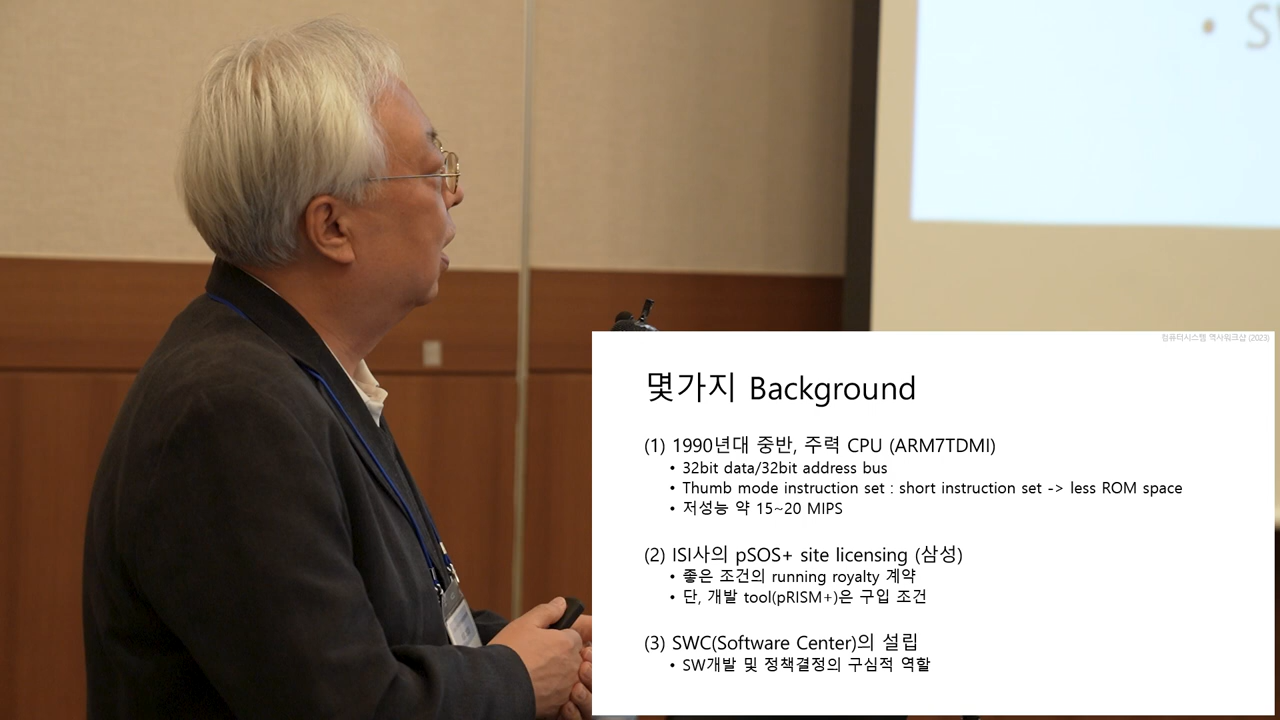 • S
컴퓨터시스템 역사워크샵 (2023)
몇가지 Background
(1) 1990년대 중반, 주력 CPU (ARM7TDMI)
• 32bit data/32bit address bus
• Thumb mode instruction set : short instruction set -> less ROM space
• 저성능 약 15~20 MIPS
(2) ISI사의 pSOS+ site licensing (삼성)
• 좋은 조건의 running royalty 계약
• 단, 개발 tool(pRISM+)은 구입 조건
(3) SWC(Software Center)의 설립
• SW개발 및 정책결정의 구심적 역할